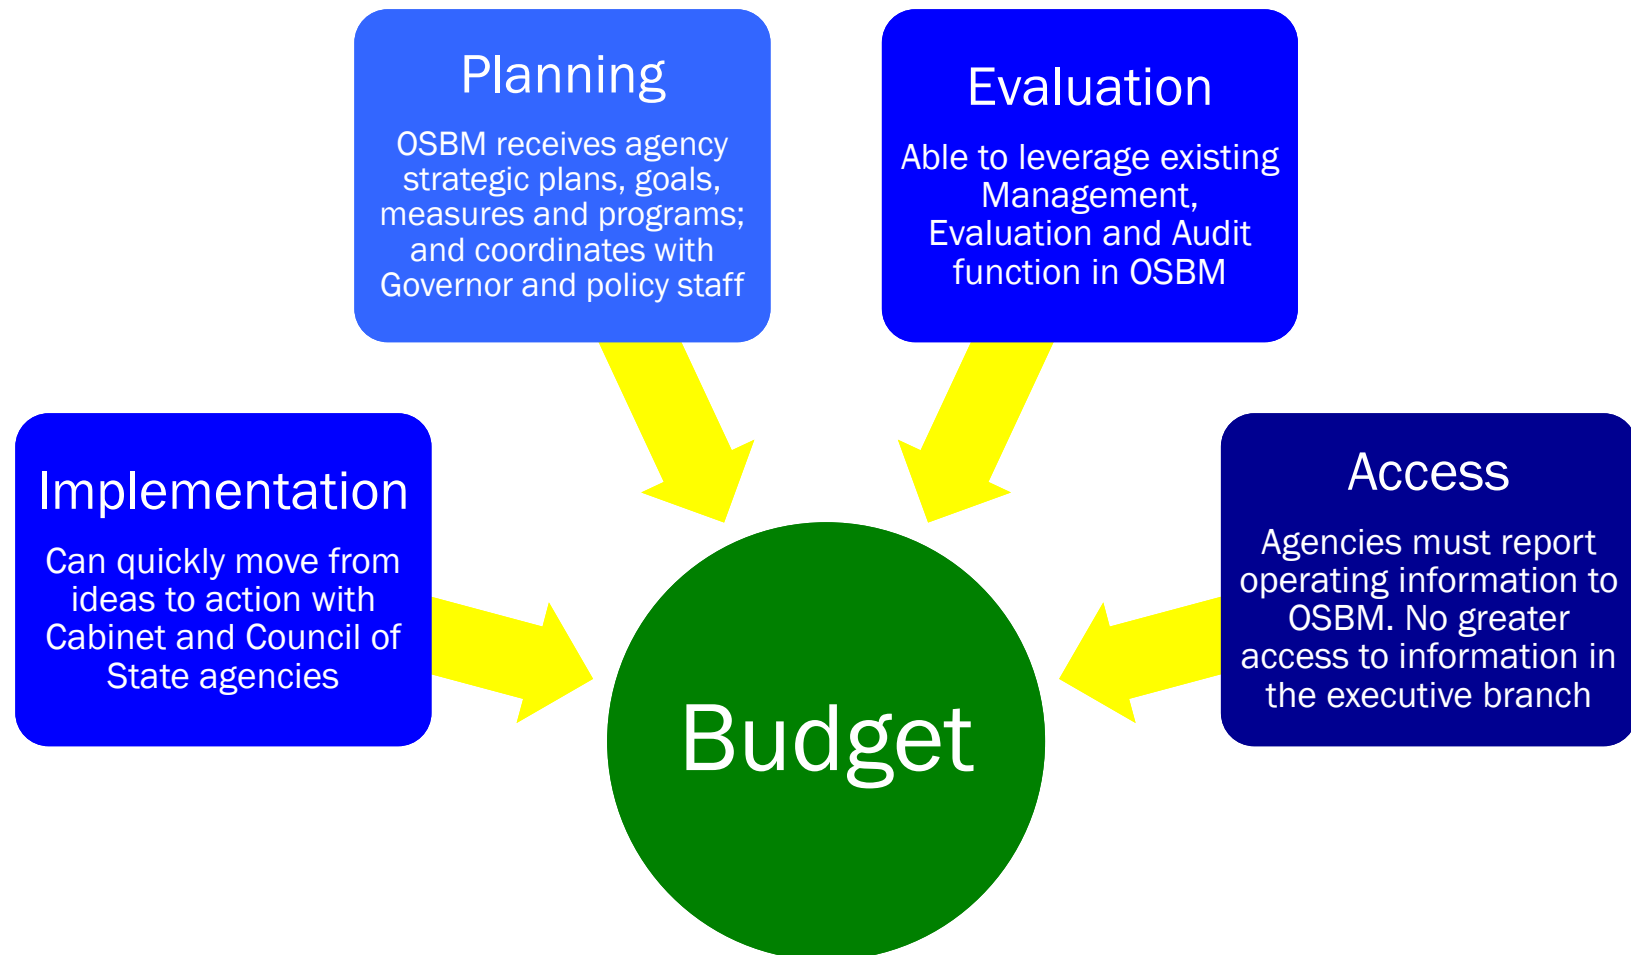 Planning
OSBM receives agency
strategic plans, goals,
measures and programs;
and coordinates with
Governor and policy staff
Evaluation
Able to leverage existing
Management,
Evaluation and Audit
function in OSBM
Implementation
Can quickly move from
ideas to action with
Cabinet and Council of
State agencies
Access
Agencies must report
operating information to
OSBM. No greater
access to information in
the executive branch
Budget